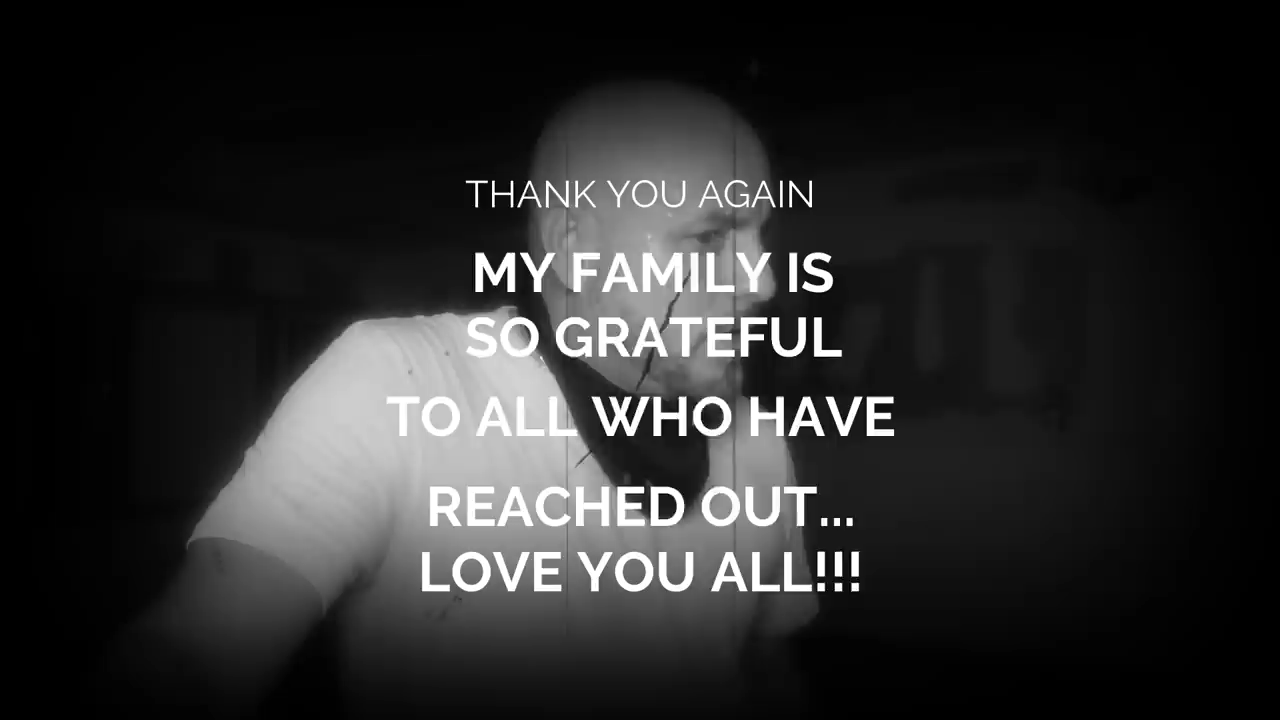 THANK YOU AGAIN
MY FAMILY IS
SO GRATEFUL
TO ALL WHO HAVE
REACHED OUT...
LOVE YOU ALL!!!